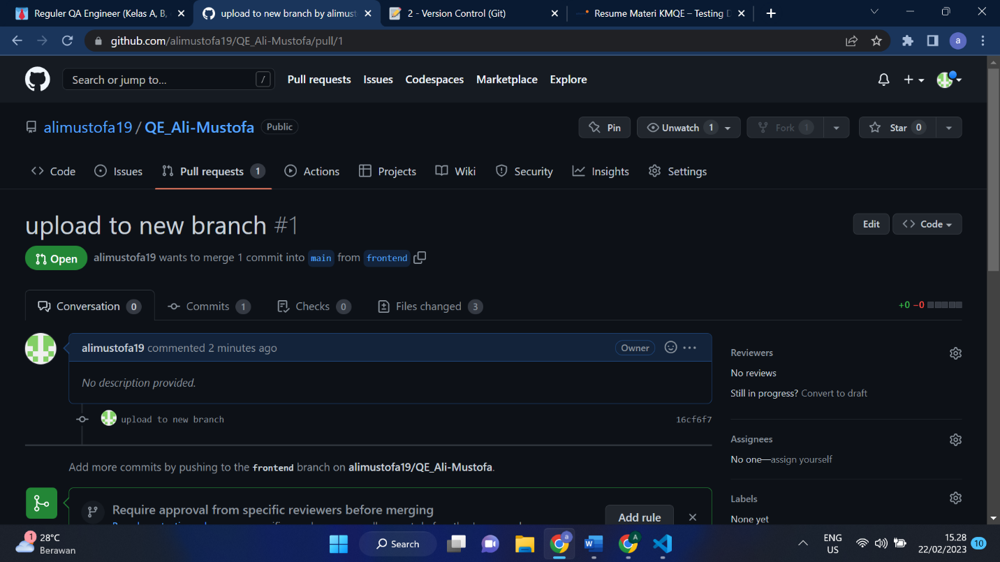 Reguler QA Engineer (Kelas A, B,
upload to new branch by alimust
2 - Version Control (Git)
Resume Materi KMQE – Testing D
github.com/alimustofa19/QE_Ali-Mustofa/pull/1
a
Search or jump to...
/
Pull requests
Issues
Codespaces
Marketplace
Explore
alimustofa19 / QE_Ali-Mustofa
Public
Pin
Unwatch 1
Fork 1
Star 0
Code
Issues
Pull requests 1
Actions
Projects
Wiki
Security
Insights
Settings
upload to new branch #1
Edit
Code
Open
alimustofa19 wants to merge 1 commit into main from frontend
Conversation 0
Commits 1
Checks 0
Files changed 3
+0 −0
alimustofa19 commented 2 minutes ago
Owner
No description provided.
upload to new branch
16cf6f7
Add more commits by pushing to the frontend branch on alimustofa19/QE_Ali-Mustofa.
Require approval from specific reviewers before merging
Add rule
Reviewers
No reviews
Still in progress? Convert to draft
Assignees
No one—assign yourself
Labels
None yet
1
28°C
Berawan
Search
a
A
ENG
US
15.28
22/02/2023
10